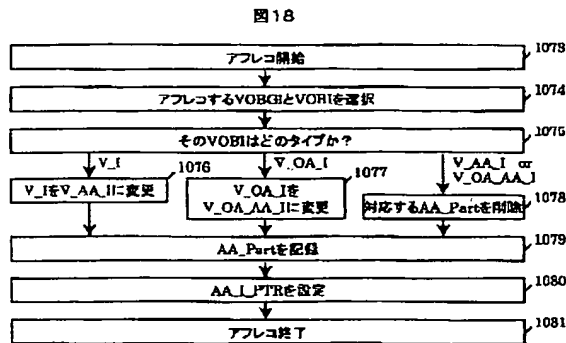 図18
アフレコ開始 1073
アフレコするVOBGIとVOBIを選択 1074
そのVOBIはどのタイプか? 1075
V_I
V_OA_I
V_AA_I or
V_OA_AA_I
1076
V_IをV_AA_Iに変更
1077
V_OA_Iを
V_OA_AA_Iに変更
1078
対応するAA_Partを削除
AA_Partを記録 1079
AA_I_PTRを設定 1080
アフレコ終了 1081